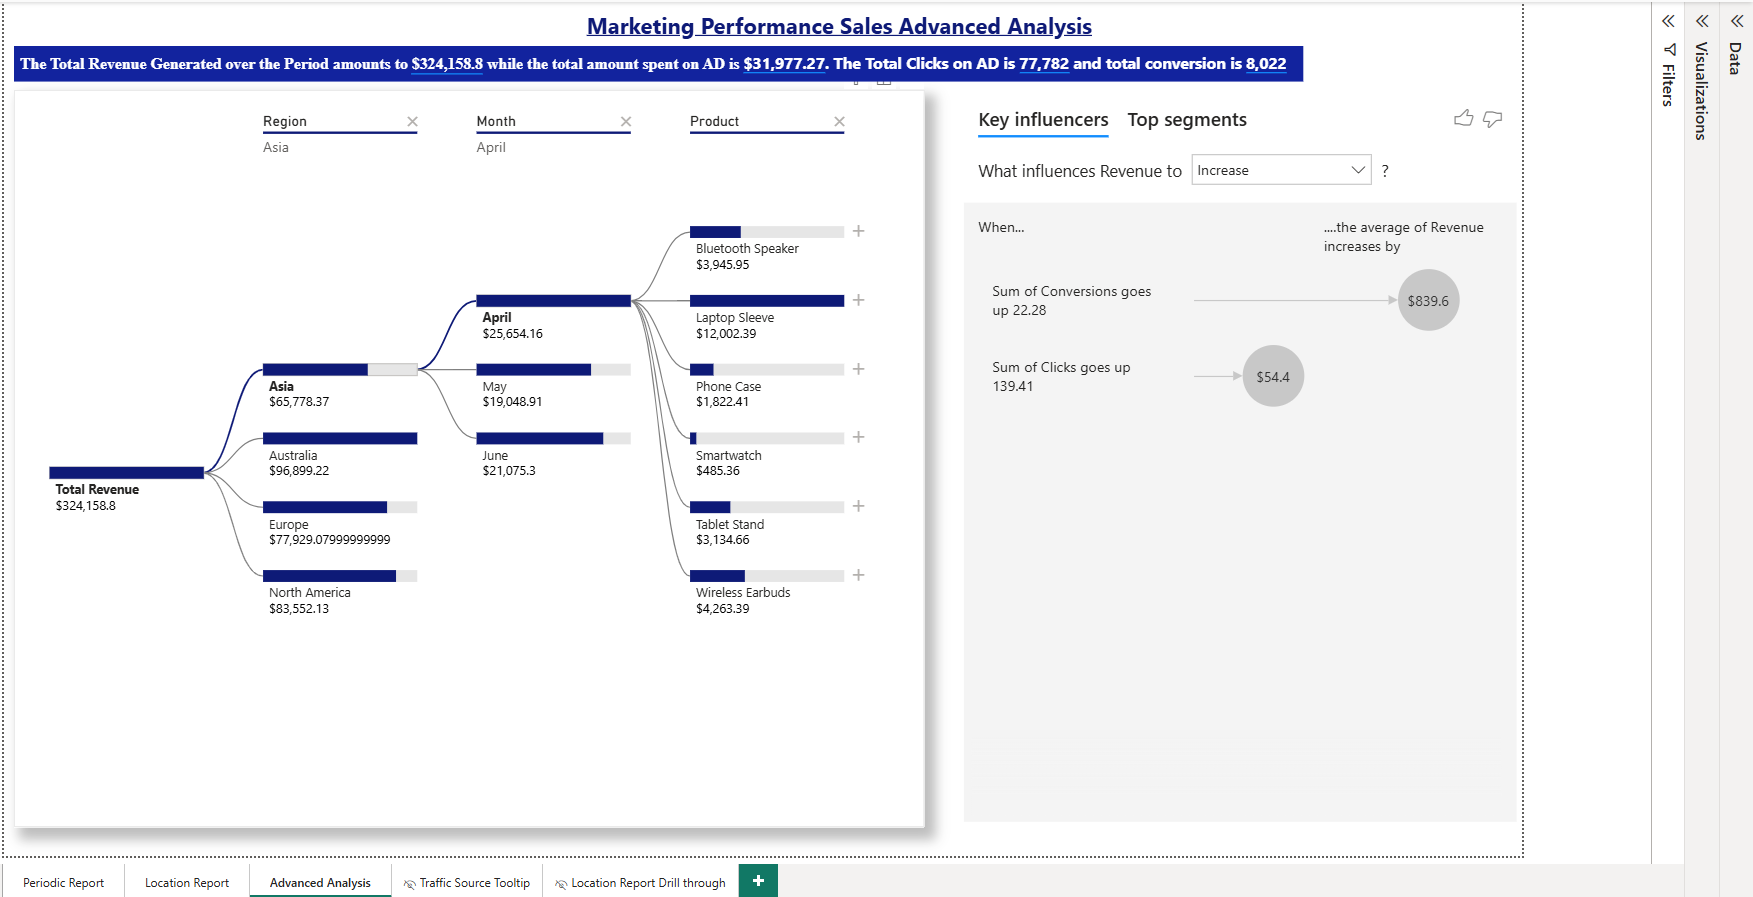 Marketing Performance Sales Advanced Analysis
The Total Revenue Generated over the Period amounts to $324,158.8 while the total amount spent on AD is $31,977.27. The Total Clicks on AD is 77,782 and total conversion is 8,022
Region
Asia
Month
April
Product
Total Revenue
$324,158.8
Asia
$65,778.37
Australia
$96,899.22
Europe
$77,929.07999999999
North America
$83,552.13
April
$25,654.16
May
$19,048.91
June
$21,075.3
Bluetooth Speaker
$3,945.95
Laptop Sleeve
$12,002.39
Phone Case
$1,822.41
Smartwatch
$485.36
Tablet Stand
$3,134.66
Wireless Earbuds
$4,263.39
Key influencers Top segments
What influences Revenue to Increase ?
When...
....the average of Revenue
increases by
Sum of Conversions goes
up 22.28
$839.6
Sum of Clicks goes up
139.41
$54.4
Filters
Visualizations
Data
Periodic Report Location Report Advanced Analysis Traffic Source Tooltip Location Report Drill through +